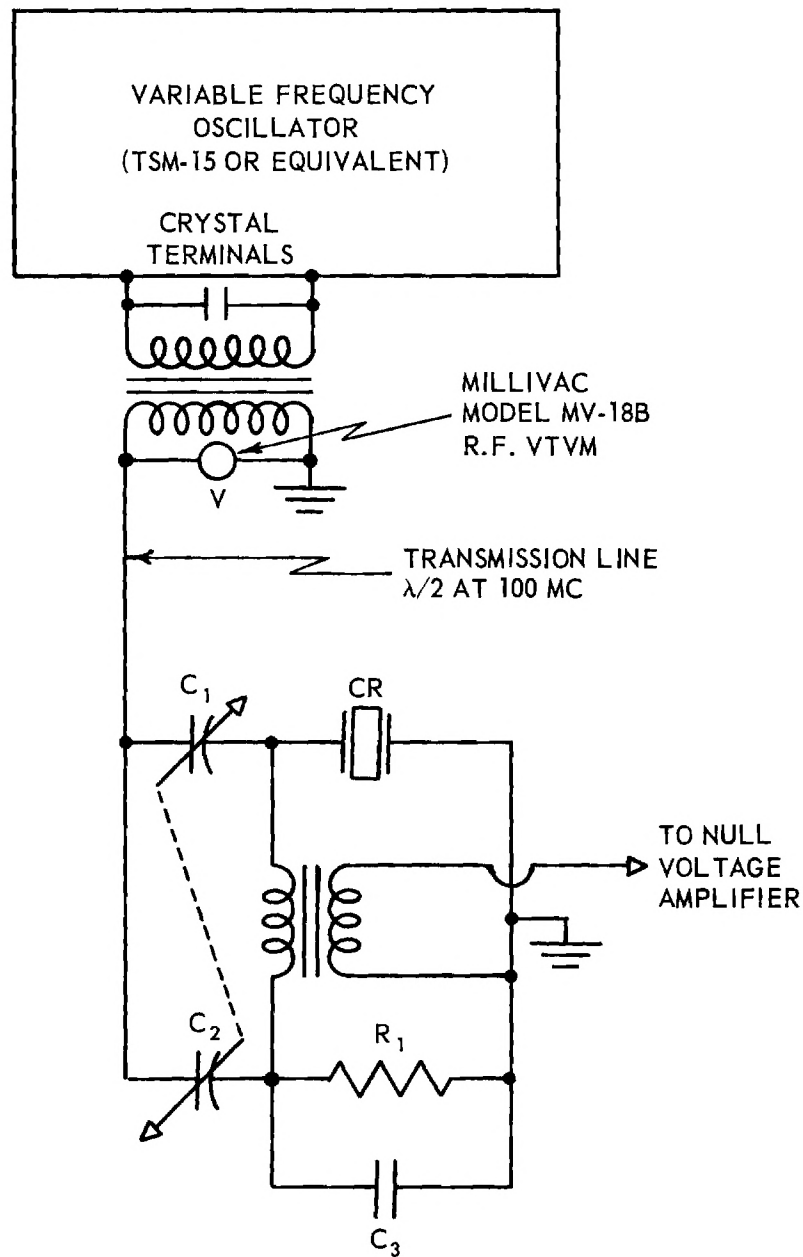 VARIABLE FREQUENCY
OSCILLATOR
(TSM-15 OR EQUIVALENT)
CRYSTAL
TERMINALS
MILLIVAC
MODEL MV-18B
R.F. VTVM
V
TRANSMISSION LINE
λ/2 AT 100 MC
C1
CR
TO NULL
VOLTAGE
AMPLIFIER
C2
R1
C3